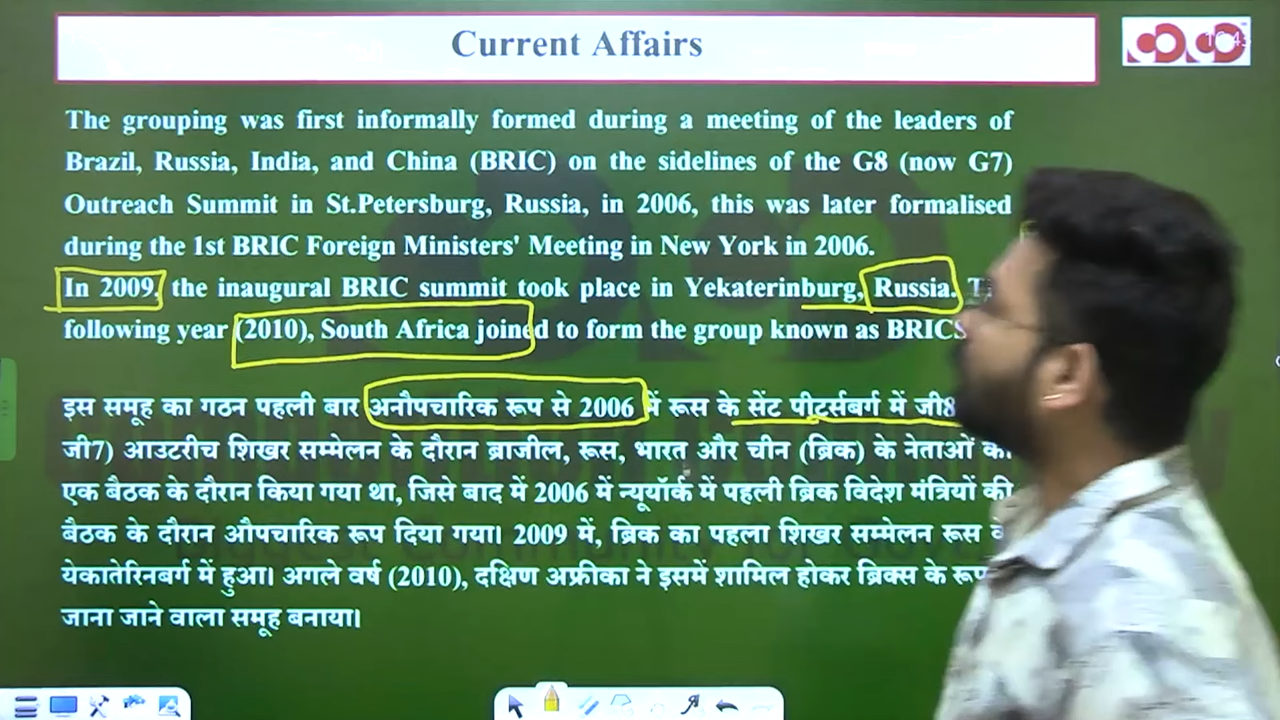 Current Affairs
The grouping was first informally formed during a meeting of the leaders of
Brazil, Russia, India, and China (BRIC) on the sidelines of the G8 (now G7)
Outreach Summit in St.Petersburg, Russia, in 2006, this was later formalised
during the 1st BRIC Foreign Ministers' Meeting in New York in 2006.
In 2009, the inaugural BRIC summit took place in Yekaterinburg, Russia.
following year (2010), South Africa joined to form the group known as BRICS
इस समूह का गठन पहली बार अनौपचारिक रूप से 2006 में रूस के सेंट पीटर्सबर्ग में जी8
जी7) आउटरीच शिखर सम्मेलन के दौरान ब्राजील, रूस, भारत और चीन (ब्रिक) के नेताओं की
एक बैठक के दौरान किया गया था, जिसे बाद में 2006 में न्यूयॉर्क में पहली ब्रिक विदेश मंत्रियों की
बैठक के दौरान औपचारिक रूप दिया गया। 2009 में, ब्रिक का पहला शिखर सम्मेलन रूस के
येकातेरिनबर्ग में हुआ। अगले वर्ष (2010), दक्षिण अफ्रीका ने इसमें शामिल होकर ब्रिक्स के रूप
जाना जाने वाला समूह बनाया।